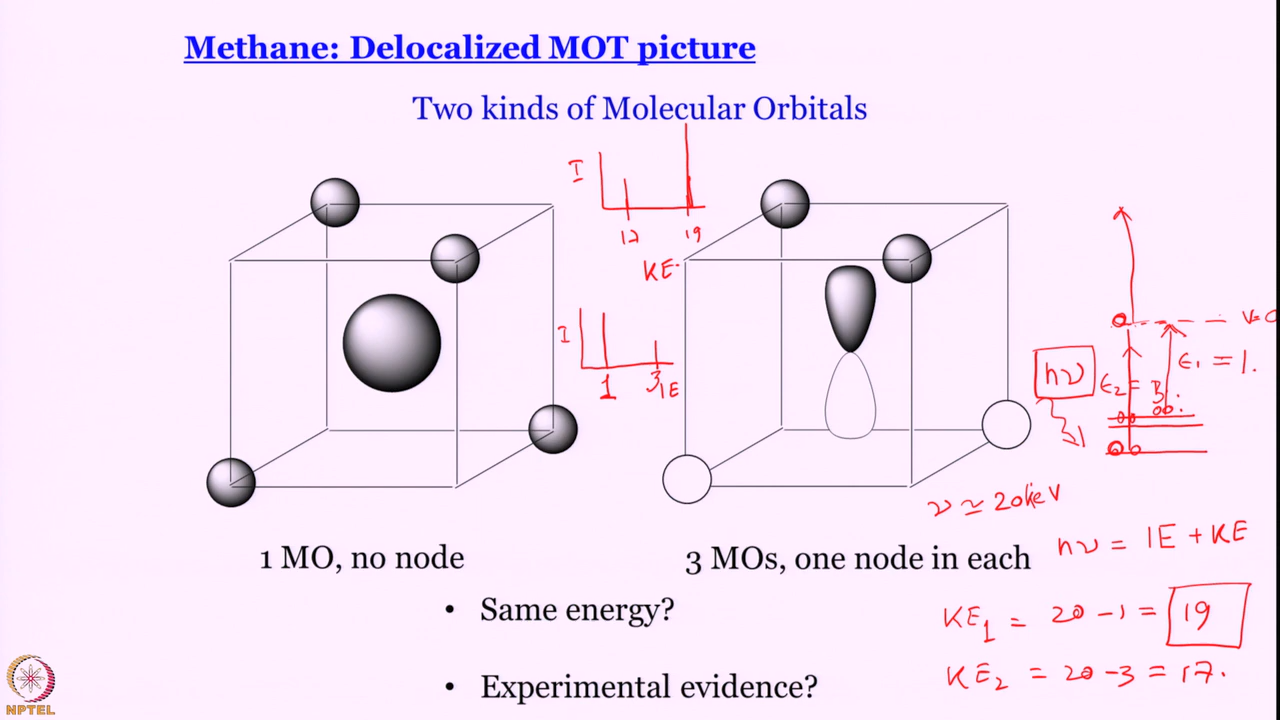 Methane: Delocalized MOT picture
Two kinds of Molecular Orbitals
I
17 19
KE
I
1 3 IE
hν
ϵ₂ = 3.
ϵ₁ = 1.
ν ≃ 20 keV
1 MO, no node
3 MOs, one node in each
hν = IE + KE
• Same energy?
KE₁ = 20 - 1 = 19
• Experimental evidence?
KE₂ = 20 - 3 = 17.
NPTEL